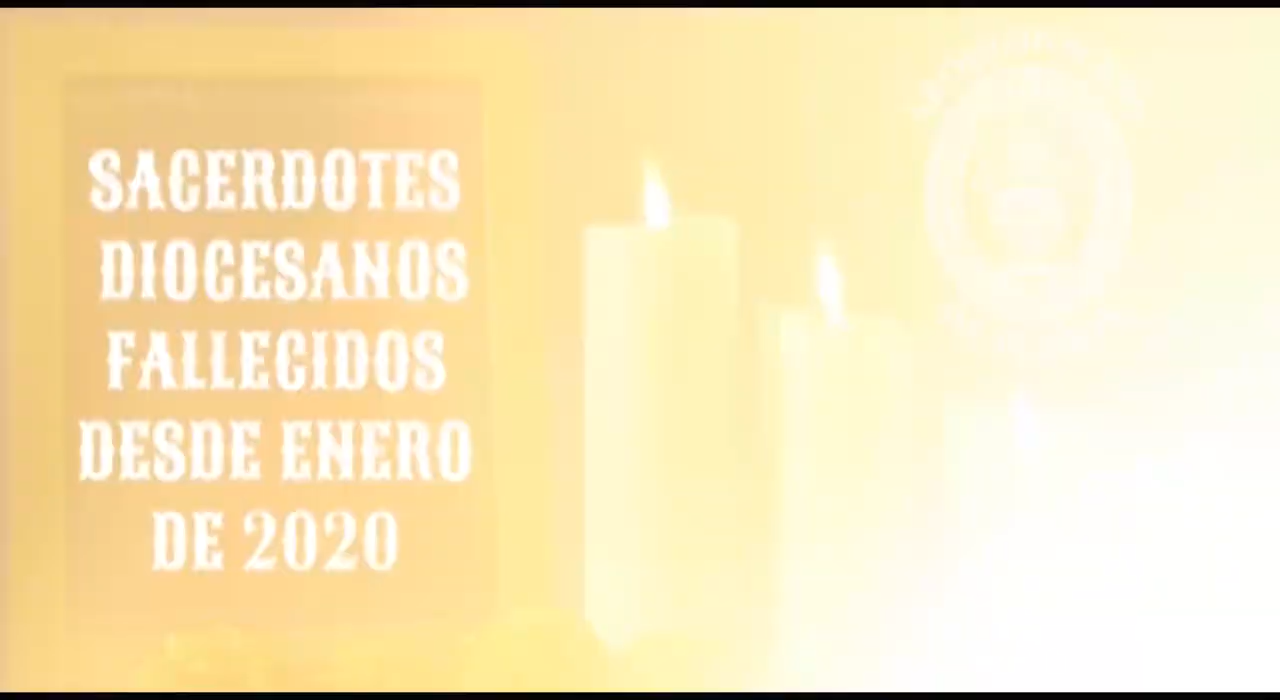 SACERDOTES
DIOCESANOS
FALLECIDOS
DESDE ENERO
DE 2020